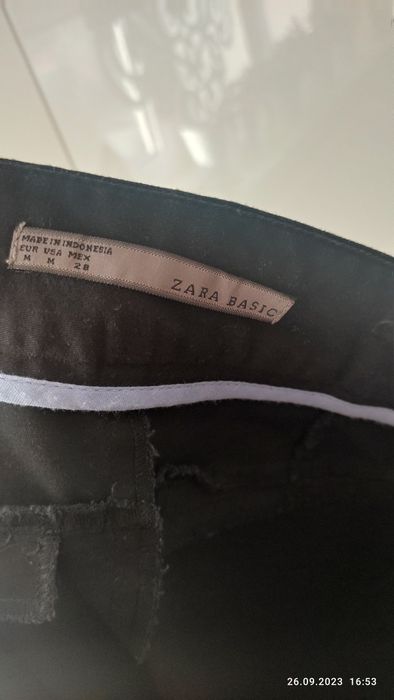 MADE IN INDONESIA
EUR USA MEX
M M 28
ZARA BASIC
26.09.2023 16:53